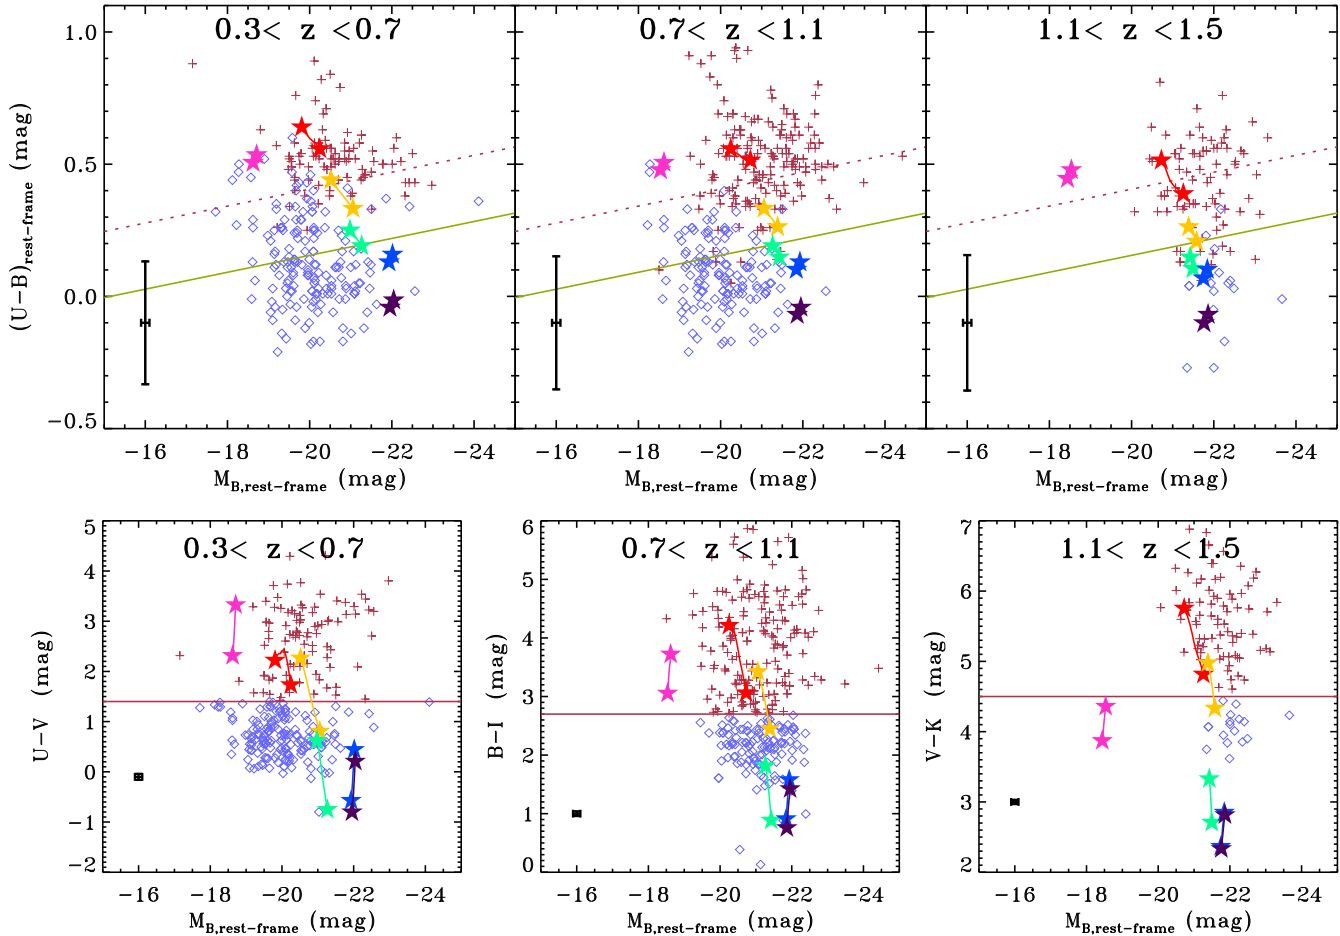 0.3< z <0.7
0.7< z <1.1
1.1< z <1.5
(U−B)rest−frame (mag)
1.0
0.5
0.0
−0.5
−16 −18 −20 −22 −24
−16 −18 −20 −22 −24
−16 −18 −20 −22 −24
MB,rest−frame (mag)
MB,rest−frame (mag)
MB,rest−frame (mag)
0.3< z <0.7
U−V (mag)
5
4
3
2
1
0
−1
−2
−16 −18 −20 −22 −24
MB,rest−frame (mag)
0.7< z <1.1
B−I (mag)
6
5
4
3
2
1
0
−16 −18 −20 −22 −24
MB,rest−frame (mag)
1.1< z <1.5
V−K (mag)
7
6
5
4
3
2
−16 −18 −20 −22 −24
MB,rest−frame (mag)